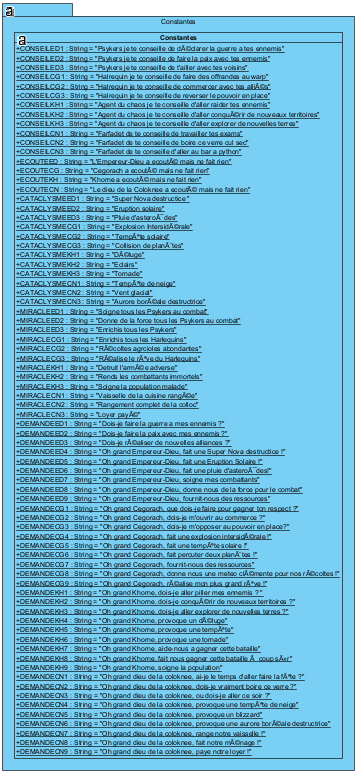 a
Constantes
a
Constantes
+CONSEILED1 : String = "Psykers je te conseille de dÃ©clarer la guerre a tes ennemis"
+CONSEILED2 : String = "Psykers je te conseille de faire la paix avec tes ennemis"
+CONSEILED3 : String = "Psykers je te conseille de t'allier avec tes voisins"
+CONSEILCG1 : String = "Harlequin je te conseille de faire des offrandes au warp"
+CONSEILCG2 : String = "Harlequin je te conseille de commercer avec tes alliÃ©s"
+CONSEILCG3 : String = "Harlequin je te conseille de reverser le pouvoir en place"
+CONSEILKH1 : String = "Agent du chaos je te conseille d'aller raider tes ennemis"
+CONSEILKH2 : String = "Agent du chaos je te conseille d'aller conquÃ©rir de nouveaux territoires"
+CONSEILKH3 : String = "Agent du chaos je te conseille d'aller explorer de nouvelles terres"
+CONSEILCN1 : String = "Farfadet de te conseille de travailler tes exams"
+CONSEILCN2 : String = "Farfadet de te conseille de boire ce verre cul sec"
+CONSEILCN3 : String = "Farfadet de te conseille d'aller au bar a python"
+ECOUTEED : String = "L'Empereur-Dieu a ecoutÃ© mais ne fait rien"
+ECOUTECG : String = "Cegorach a ecoutÃ© mais ne fait rien"
+ECOUTEKH : String = "Khorne a ecoutÃ© mais ne fait rien"
+ECOUTECN : String = "Le dieu de la Coloknee a ecoutÃ© mais ne fait rien"
+CATACLYSMEED1 : String = "Super Nova destructice"
+CATACLYSMEED2 : String = "Eruption solaire"
+CATACLYSMEED3 : String = "Pluie d'asteroÃ¯des"
+CATACLYSMECG1 : String = "Explosion IntersidÃ©rale"
+CATACLYSMECG2 : String = "TempÃªte solaire"
+CATACLYSMECG3 : String = "Collision de planÃ¨tes"
+CATACLYSMEKH1 : String = "DÃ©luge"
+CATACLYSMEKH2 : String = "Eclairs"
+CATACLYSMEKH3 : String = "Tornade"
+CATACLYSMECN1 : String = "TempÃªte de neige"
+CATACLYSMECN2 : String = "Vent glacial"
+CATACLYSMECN3 : String = "Aurore borÃ©ale destructrice"
+MIRACLEED1 : String = "Soigne tous les Psykers au combat"
+MIRACLEED2 : String = "Donne de la force tous les Psykers au combat"
+MIRACLEED3 : String = "Enrichis tous les Psykers"
+MIRACLECG1 : String = "Enrichis tous les Harlequins"
+MIRACLECG2 : String = "RÃ©coltes agricoles abondantes"
+MIRACLECG3 : String = "RÃ©alise le rÃªve du Harlequins"
+MIRACLEKH1 : String = "Detruit l'armÃ©e adverse"
+MIRACLEKH2 : String = "Rends les combattants immortels"
+MIRACLEKH3 : String = "Soigne la population malade"
+MIRACLECN1 : String = "Vaisselle de la cuisine rangÃ©e"
+MIRACLECN2 : String = "Rangement complet de la colloc"
+MIRACLECN3 : String = "Loyer payÃ©"
+DEMANDEED1 : String = "Dois-je faire la guerre a mes ennemis ?"
+DEMANDEED2 : String = "Dois-je faire la paix avec mes ennemis ?"
+DEMANDEED3 : String = "Dois-je rÃ©aliser de nouvelles alliances ?"
+DEMANDEED4 : String = "Oh grand Empereur-Dieu, fait une Super Nova destructice !"
+DEMANDEED5 : String = "Oh grand Empereur-Dieu, fait une Eruption Solaire !"
+DEMANDEED6 : String = "Oh grand Empereur-Dieu, fait une pluie d'asteroÃ¯des!"
+DEMANDEED7 : String = "Oh grand Empereur-Dieu, soigne mes combattants"
+DEMANDEED8 : String = "Oh grand Empereur-Dieu, donne nous de la force pour le combat"
+DEMANDEED9 : String = "Oh grand Empereur-Dieu, fournit-nous des ressources"
+DEMANDECG1 : String = "Oh grand Cegorach, que dois-je faire pour gagner ton respect ?"
+DEMANDECG2 : String = "Oh grand Cegorach, dois-je m'ouvrir au commerce ?"
+DEMANDECG3 : String = "Oh grand Cegorach, dois-je m'opposer au pouvoir en place?"
+DEMANDECG4 : String = "Oh grand Cegorach, fait une explosion intersidÃ©rale !"
+DEMANDECG5 : String = "Oh grand Cegorach, fait une tempÃªte solaire !"
+DEMANDECG6 : String = "Oh grand Cegorach, fait percuter deux planÃ¨tes !"
+DEMANDECG7 : String = "Oh grand Cegorach, fournit-nous des ressources"
+DEMANDECG8 : String = "Oh grand Cegorach, donne nous une meteo clÃ©mente pour nos rÃ©coltes !"
+DEMANDECG9 : String = "Oh grand Cegorach, rÃ©alise mon plus grand rÃªve !"
+DEMANDEKH1 : String = "Oh grand Khorne, dois-je aller piller mes ennemis ?"
+DEMANDEKH2 : String = "Oh grand Khorne, dois-je conquÃ©rir de nouveaux territoires ?"
+DEMANDEKH3 : String = "Oh grand Khorne, dois-je aller explorer de nouvelles terres ?"
+DEMANDEKH4 : String = "Oh grand Khorne, provoque un dÃ©luge"
+DEMANDEKH5 : String = "Oh grand Khorne, provoque une tempÃªte"
+DEMANDEKH6 : String = "Oh grand Khorne, provoque une tornade"
+DEMANDEKH7 : String = "Oh grand Khorne, aide-nous a gagner cette bataille"
+DEMANDEKH8 : String = "Oh grand Khorne, fait nous gagner cette bataille Ã coup sÃ»r"
+DEMANDEKH9 : String = "Oh grand Khorne, soigne la population"
+DEMANDECN1 : String = "Oh grand dieu de la coloknee, ai-je le temps d'aller faire la fÃªte ?"
+DEMANDECN2 : String = "Oh grand dieu de la coloknee, dois-je vraiment boire ce verre ?"
+DEMANDECN3 : String = "Oh grand dieu de la coloknee, ou dois-je aller ce soir ?"
+DEMANDECN4 : String = "Oh grand dieu de la coloknee, provoque une tempÃªte de neige"
+DEMANDECN5 : String = "Oh grand dieu de la coloknee, provoque un blizzard"
+DEMANDECN6 : String = "Oh grand dieu de la coloknee, provoque une aurore borÃ©ale destructrice"
+DEMANDECN7 : String = "Oh grand dieu de la coloknee, range notre vaisselle !"
+DEMANDECN8 : String = "Oh grand dieu de la coloknee, fait notre mÃ©nage !"
+DEMANDECN9 : String = "Oh grand dieu de la coloknee, paye notre loyer !"